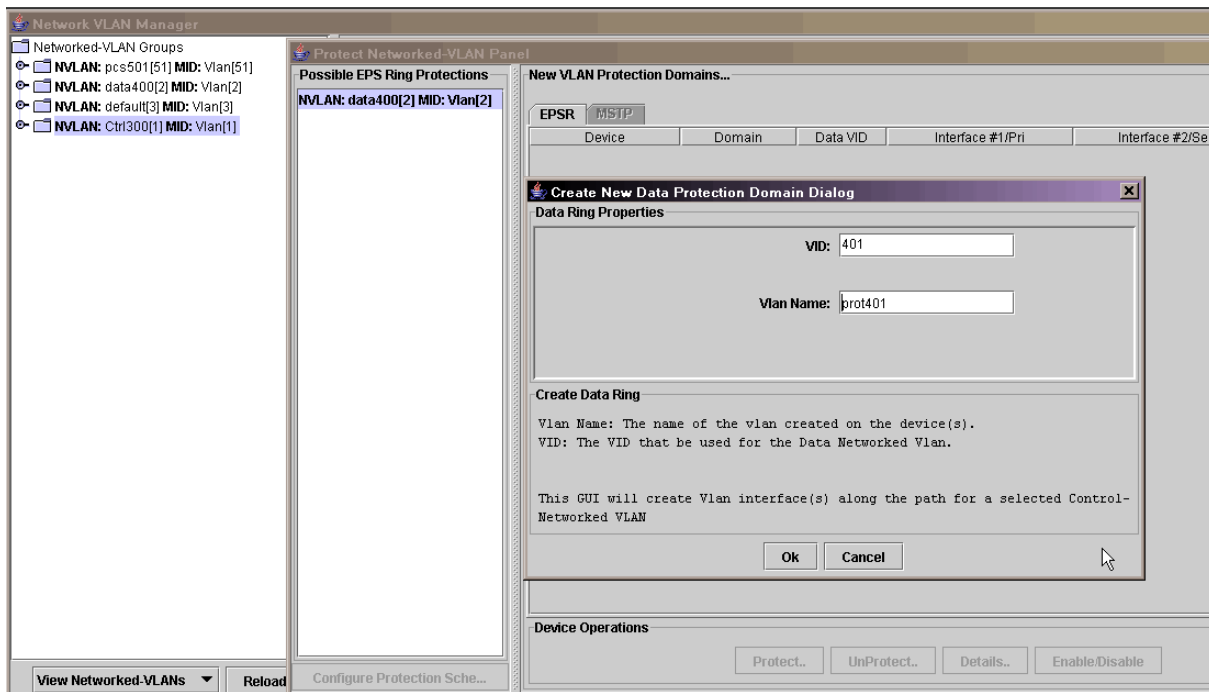 Network VLAN Manager
Networked-VLAN Groups
NVLAN: pcs501[51] MID: Vlan[51]
NVLAN: data400[2] MID: Vlan[2]
NVLAN: default[3] MID: Vlan[3]
NVLAN: Ctrl300[1] MID: Vlan[1]
View Networked-VLANs
Reload
Protect Networked-VLAN Panel
Possible EPS Ring Protections
NVLAN: data400[2] MID: Vlan[2]
Configure Protection Sche...
New VLAN Protection Domains...
EPSR MSTP
Device Domain Data VID Interface #1/Pri Interface #2/Se
Create New Data Protection Domain Dialog
Data Ring Properties
VID: 401
Vlan Name: prot401
Create Data Ring
Vlan Name: The name of the vlan created on the device(s).
VID: The VID that be used for the Data Networked Vlan.
This GUI will create Vlan interface(s) along the path for a selected Control-
Networked VLAN
Ok Cancel
Device Operations
Protect.. UnProtect.. Details.. Enable/Disable